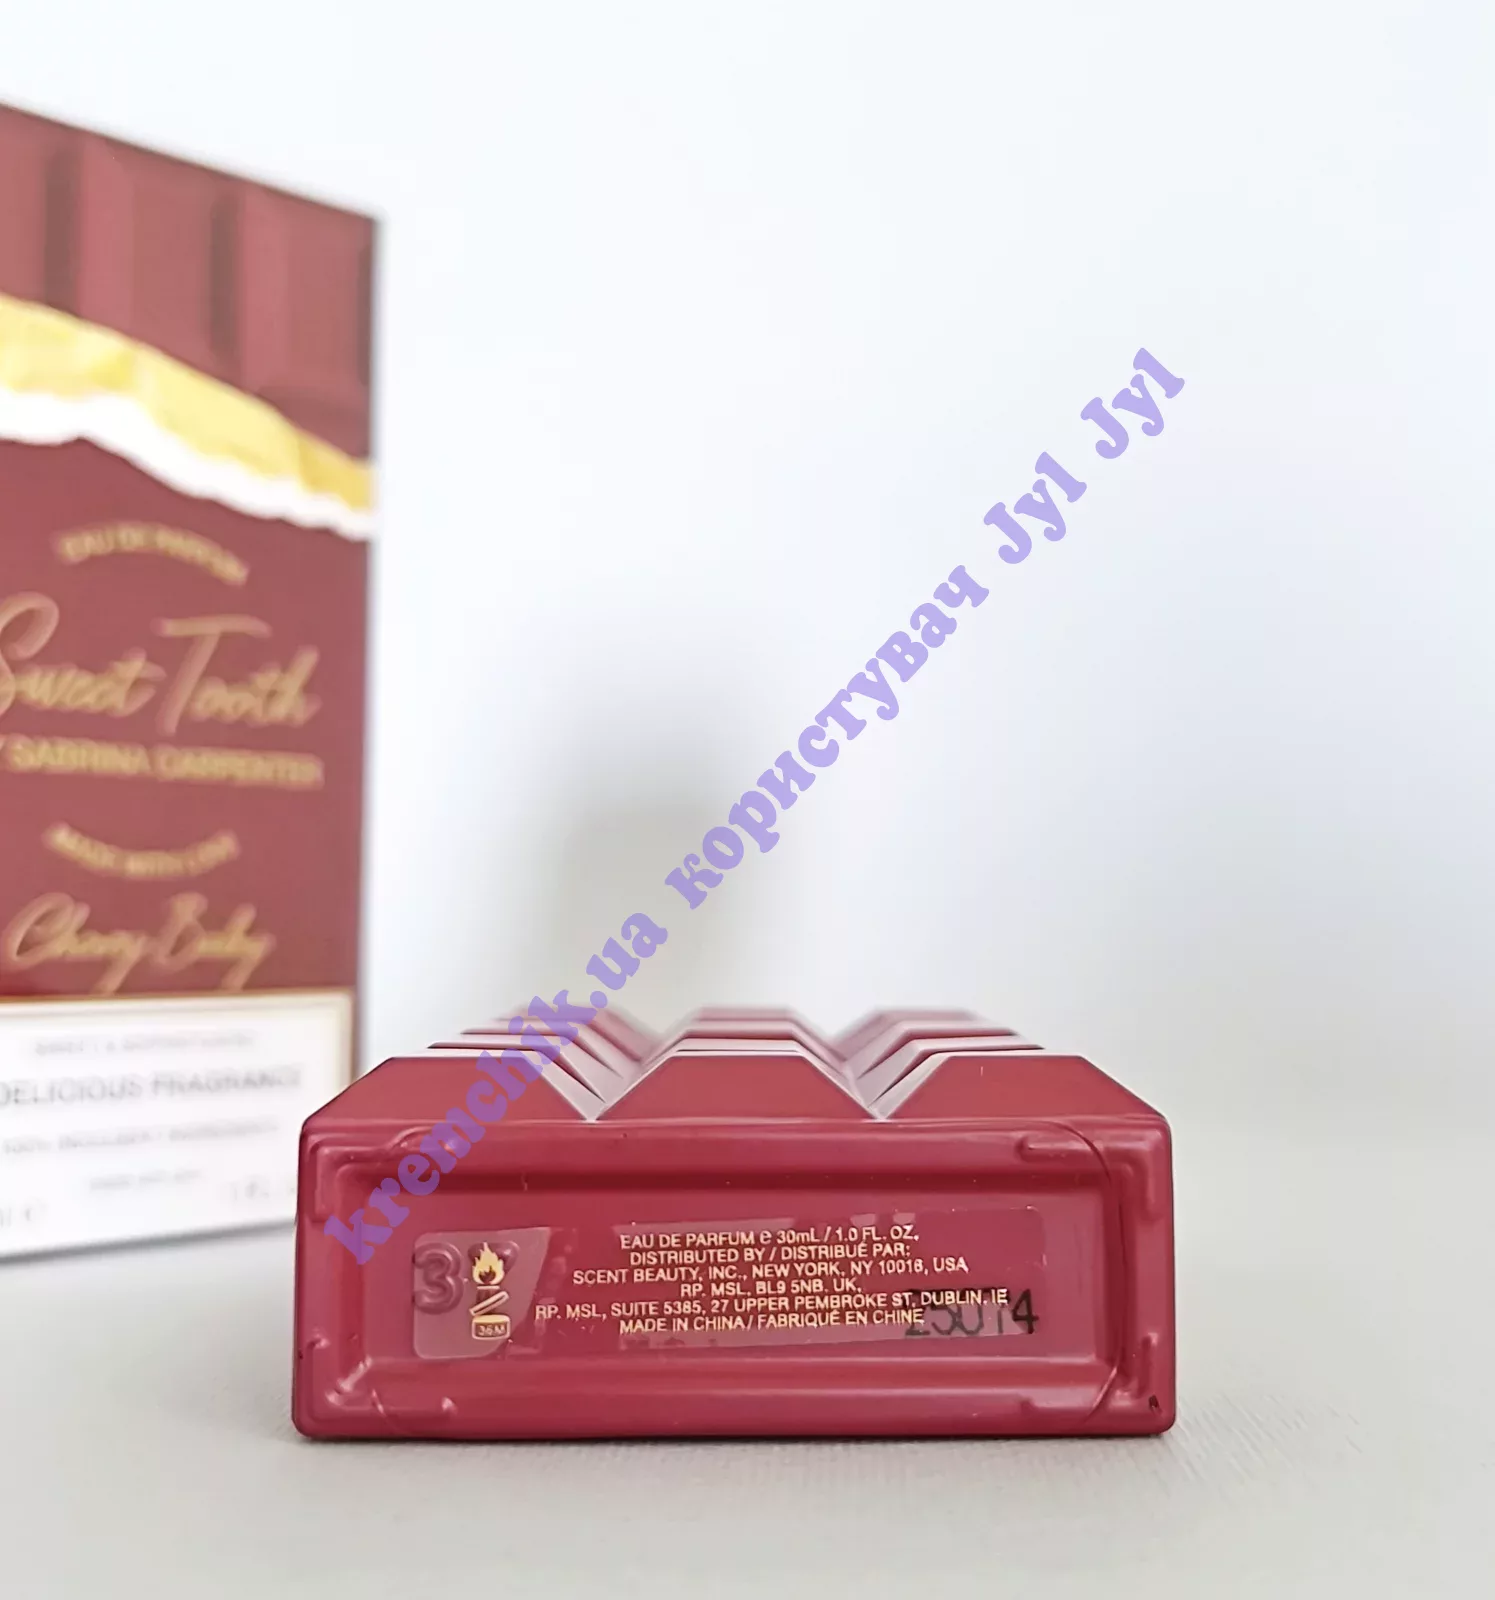 EAU DE PARFUM
Sweet Tooth
SABRINA CARPENTER
MADE WITH LOVE
Cherry Baby
DELICIOUS FRAGRANCE
kremchik.ua користувач Jyl Jyl
36M
EAU DE PARFUM e 30mL / 1.0 FL. OZ.
DISTRIBUTED BY / DISTRIBUÉ PAR:
SCENT BEAUTY, INC., NEW YORK, NY 10018, USA
RP. MSL, BL9 5NB. UK.
RP. MSL, SUITE 5385, 27 UPPER PEMBROKE ST, DUBLIN. IE
MADE IN CHINA / FABRIQUÉ EN CHINE